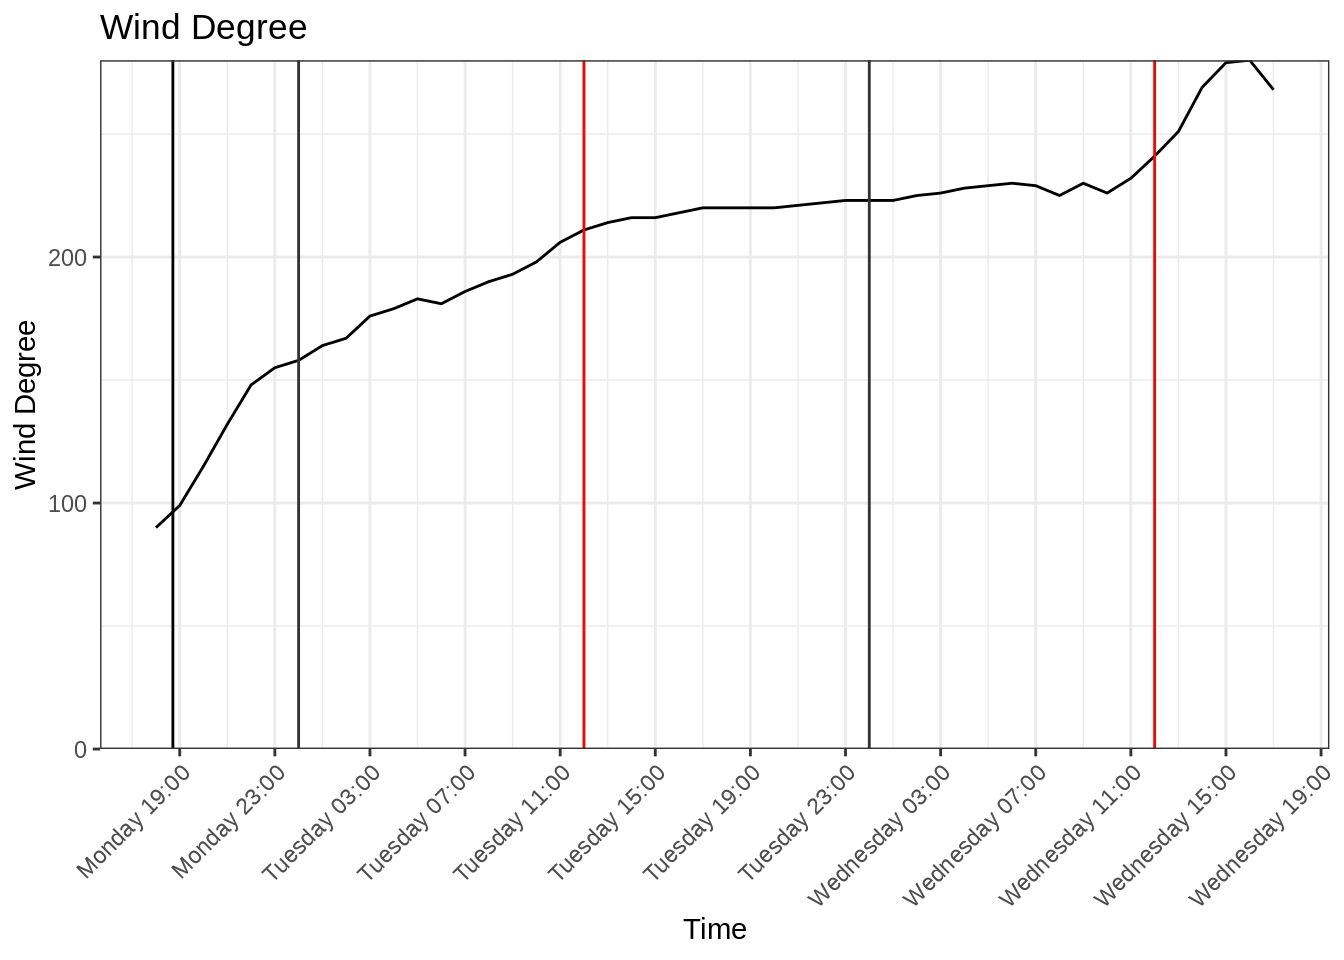 Wind Degree
Wind Degree
200
100
0
Monday 19:00
Monday 23:00
Tuesday 03:00
Tuesday 07:00
Tuesday 11:00
Tuesday 15:00
Tuesday 19:00
Tuesday 23:00
Wednesday 03:00
Wednesday 07:00
Wednesday 11:00
Wednesday 15:00
Wednesday 19:00
Time